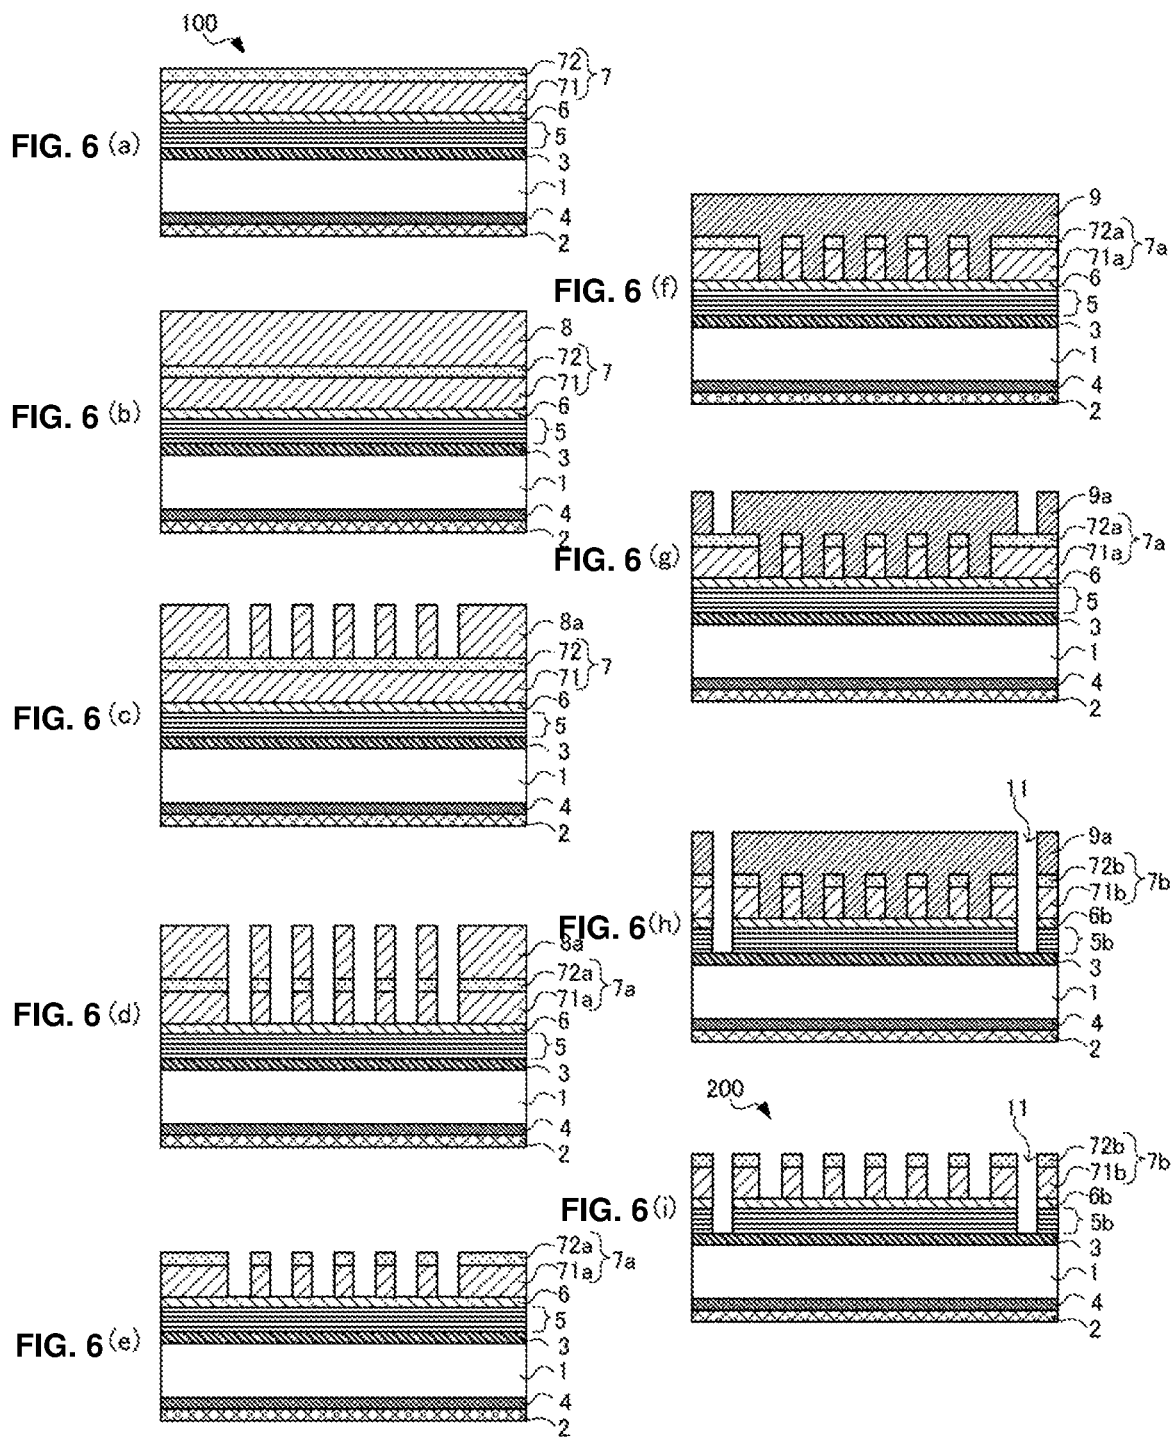 100
72
71
7
6
FIG. 6 (a)
5
3
1
4
2
8
72
71
7
6
FIG. 6 (b)
5
3
1
4
2
8a
72
71
7
6
FIG. 6 (c)
5
3
1
4
2
8a
72a
71a
7a
FIG. 6 (d)
6
5
3
1
4
2
72a
71a
7a
6
5
FIG. 6 (e)
3
1
4
2
9
72a
71a
7a
6
FIG. 6 (f)
5
3
1
4
2
9a
72a
71a
7a
FIG. 6 (g)
6
5
3
1
4
2
11
9a
72b
71b
7b
6b
FIG. 6 (h)
5b
3
1
4
2
200
11
72b
71b
7b
6b
FIG. 6 (i)
5b
3
1
4
2